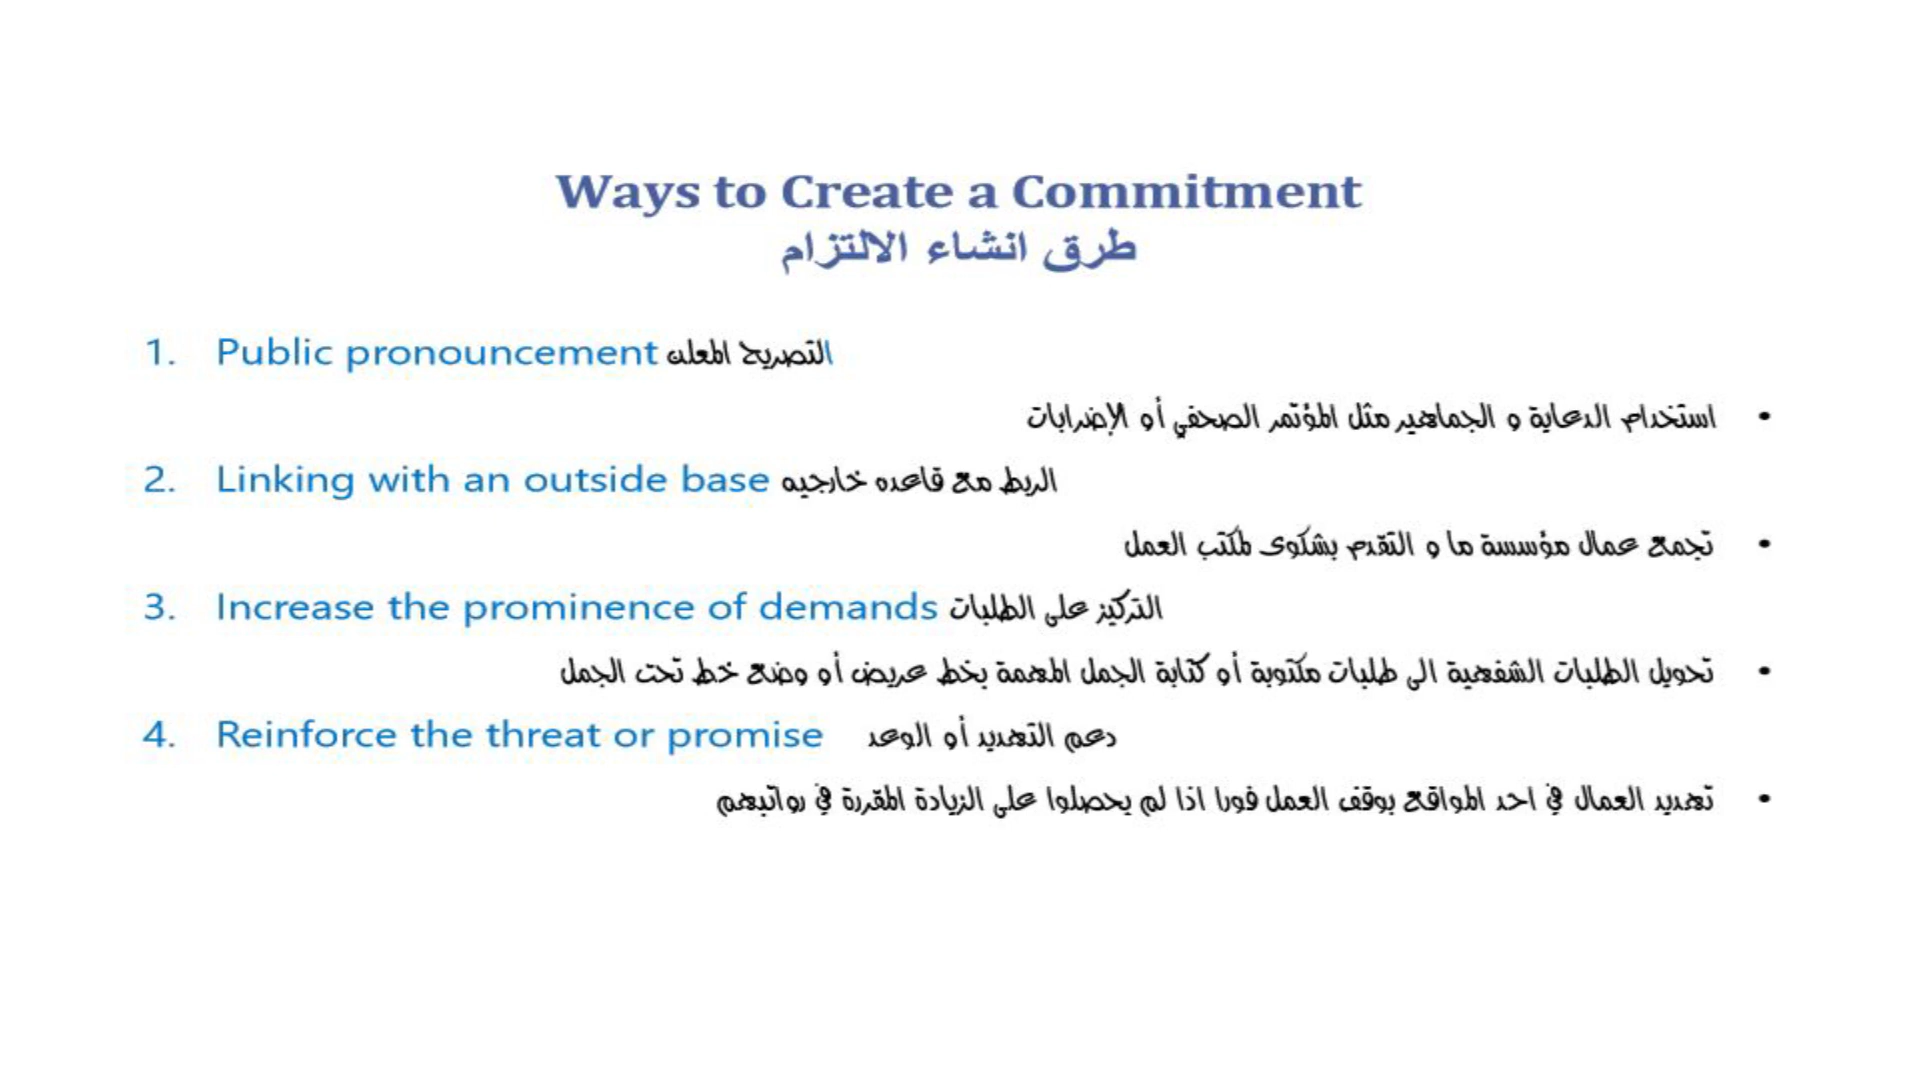 Ways to Create a Commitment
طرق انشاء الالتزام
1. Public pronouncement التصريح المعلن
• استخدام الدعاية و الجماهير مثل المؤتمر الصحفي أو الإضرابات
2. Linking with an outside base الربط مع قاعده خارجيه
• تجمع عمال مؤسسة ما و التقدم بشكوى لمكتب العمل
3. Increase the prominence of demands التركيز على الطلبات
• تحويل الطلبات الشفهية الى طلبات مكتوبة أو كتابة الجمل المهمة بخط عريض أو وضع خط تحت الجمل
4. Reinforce the threat or promise دعم التهديد أو الوعد
• تهديد العمال في احد المواقع بوقف العمل فورا اذا لم يحصلوا على الزيادة المقررة في رواتبهم